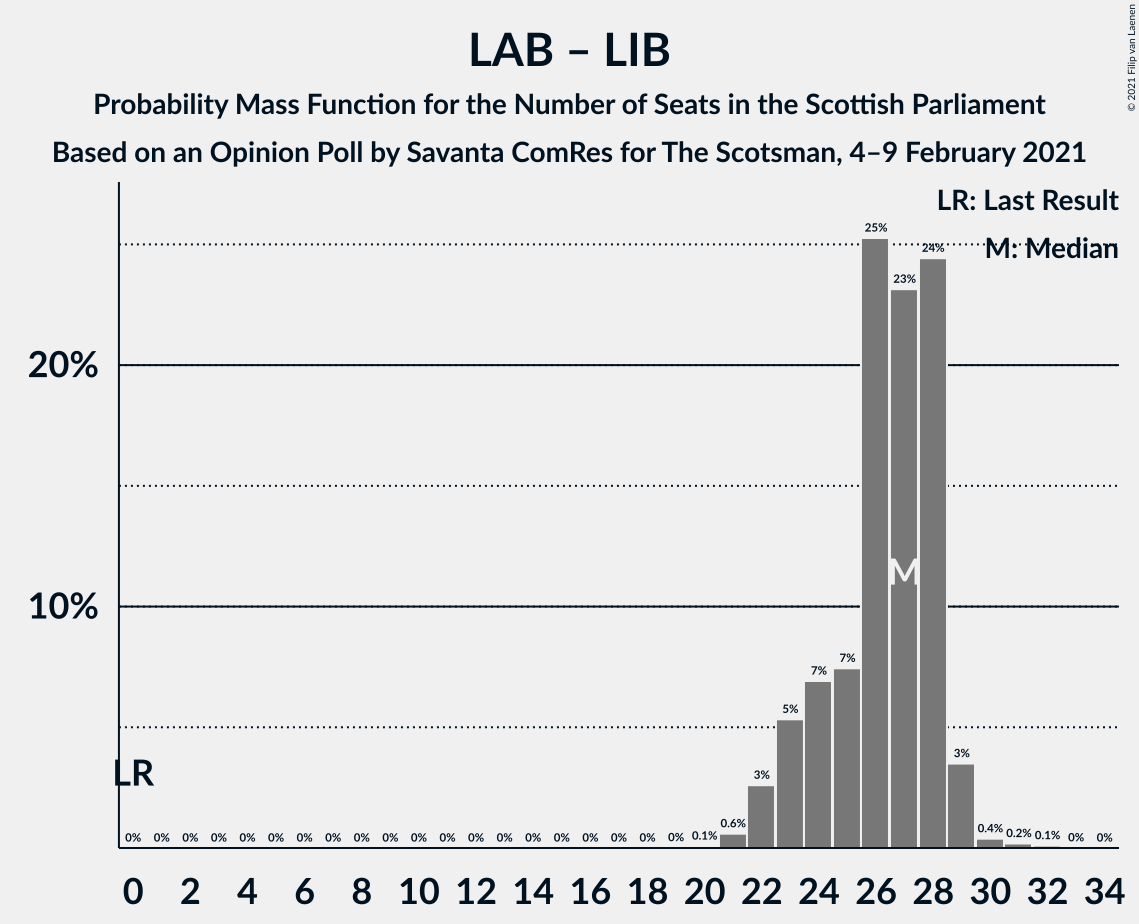 LAB – LIB
Probability Mass Function for the Number of Seats in the Scottish Parliament
Based on an Opinion Poll by Savanta ComRes for The Scotsman, 4–9 February 2021
© 2021 Filip van Laenen
LR: Last Result
M: Median
25%
24%
23%
20%
M
10%
7%
7%
5%
3%
3%
LR
0% 0% 0% 0% 0% 0% 0% 0% 0% 0% 0% 0% 0% 0% 0% 0% 0% 0% 0% 0% 0.1% 0.6% 0.4% 0.2% 0.1% 0% 0%
0 2 4 6 8 10 12 14 16 18 20 22 24 26 28 30 32 34